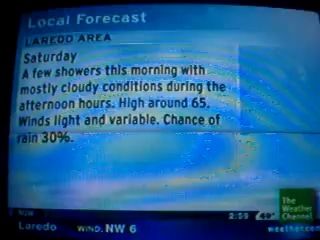 Local Forecast
LAREDO AREA
Saturday
A few showers this morning with
mostly cloudy conditions during the
afternoon hours. High around 65.
Winds light and variable. Chance of
rain 30%.
The
Weather
Channel
NOW
2:59 49°
Laredo WIND: NW 6
weather.com